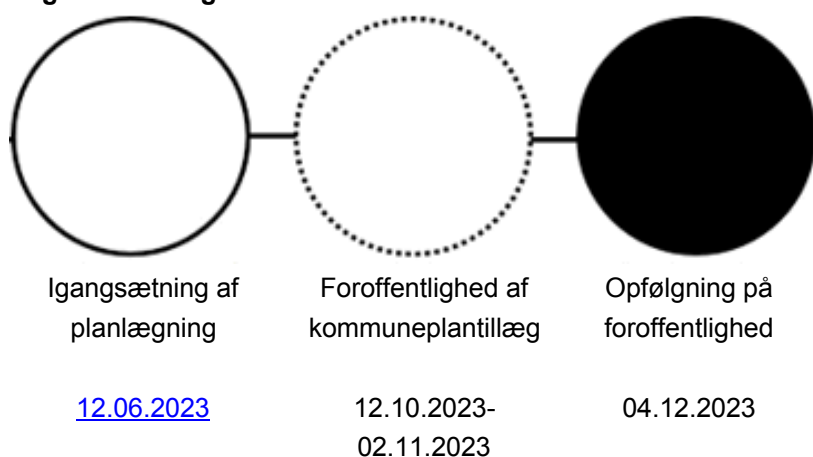 Igangsætning af
planlægning
12.06.2023
Foroffentlighed af
kommuneplantillæg
12.10.2023-
02.11.2023
Opfølgning på
foroffentlighed
04.12.2023